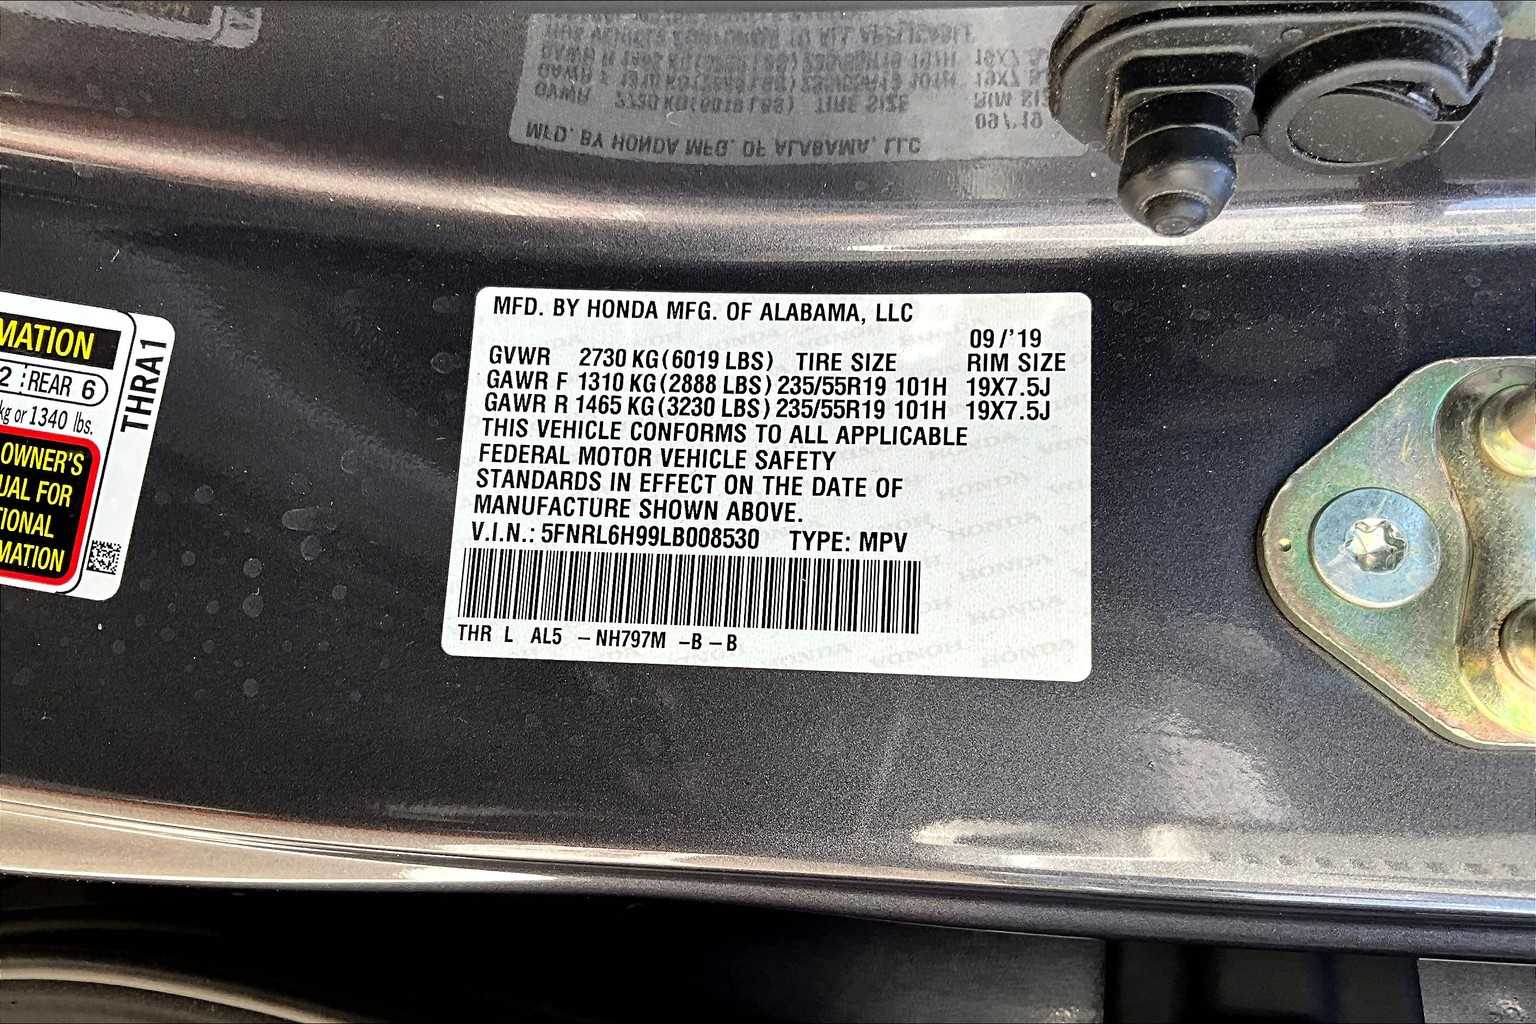 MFD. BY HONDA MFG. OF ALABAMA, LLC
09/'19
GVWR 2730 KG (6019 LBS) TIRE SIZE RIM SIZE
GAWR F 1310 KG (2888 LBS) 235/55R19 101H 19X7.5J
GAWR R 1465 KG (3230 LBS) 235/55R19 101H 19X7.5J
THIS VEHICLE CONFORMS TO ALL APPLICABLE
FEDERAL MOTOR VEHICLE SAFETY
STANDARDS IN EFFECT ON THE DATE OF
MANUFACTURE SHOWN ABOVE.
V.I.N.: 5FNRL6H99LB008530 TYPE: MPV
THR L AL5 – NH797M – B – B
MATION
2 REAR 6
kg or 1340 lbs.
OWNER'S
UAL FOR
TIONAL
MATION
THRA1